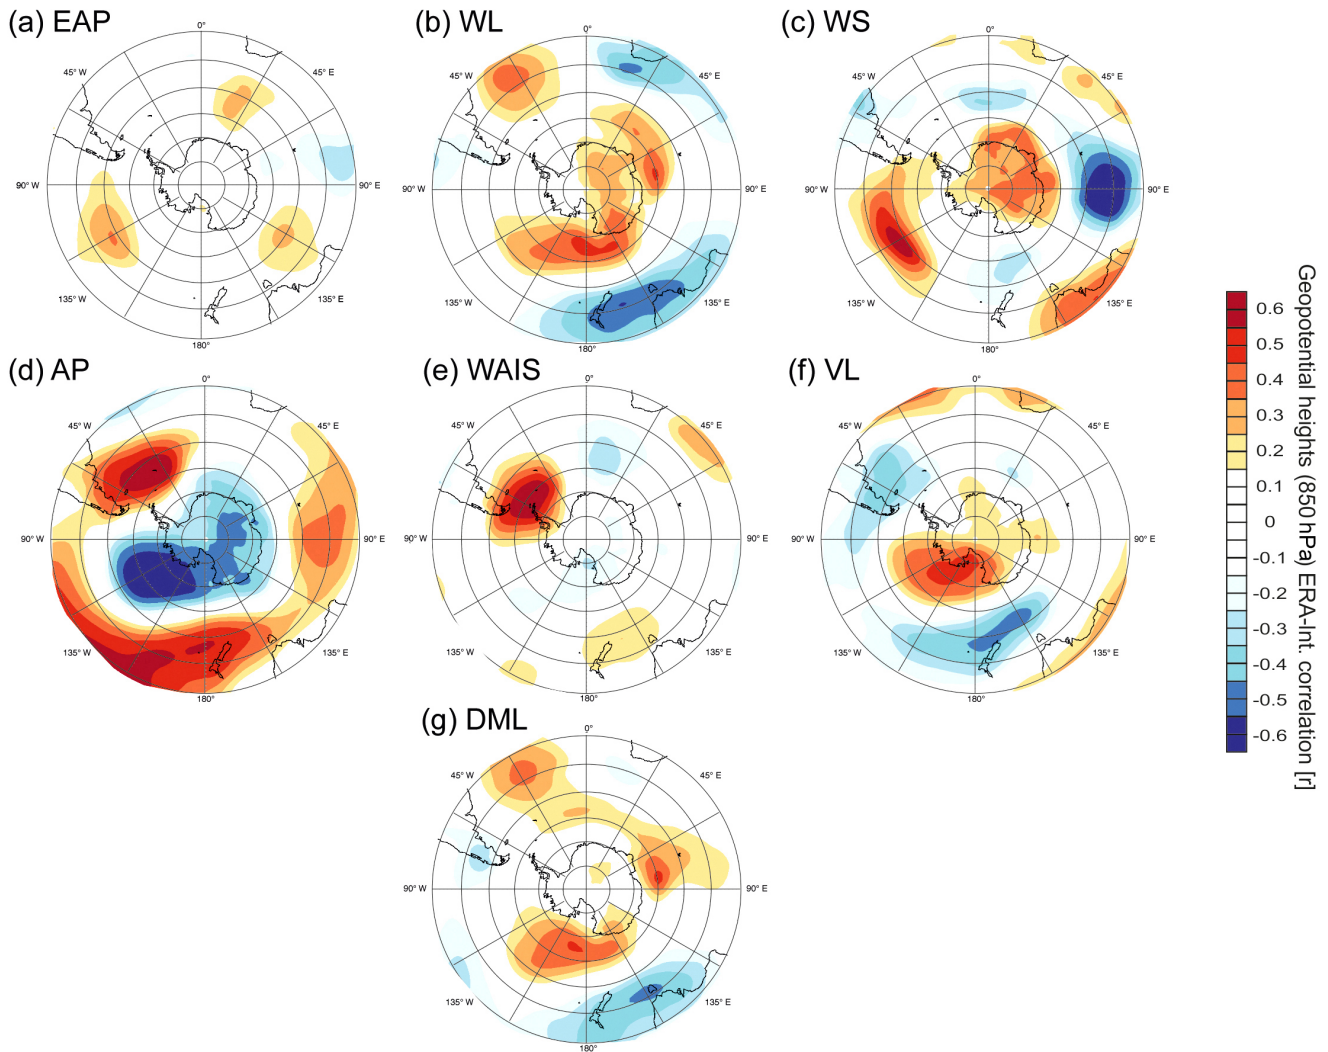 (a) EAP
0°
45° W
45° E
90° W
90° E
135° W
135° E
180°
(b) WL
0°
45° W
45° E
90° W
90° E
135° W
135° E
180°
(c) WS
0°
45° W
45° E
90° W
90° E
135° W
135° E
180°
(d) AP
0°
45° W
45° E
90° W
90° E
135° W
135° E
180°
(e) WAIS
0°
45° W
45° E
90° W
90° E
135° W
135° E
180°
(f) VL
0°
45° W
45° E
90° W
90° E
135° W
135° E
180°
(g) DML
0°
45° W
45° E
90° W
90° E
135° W
135° E
180°
0.6
0.5
0.4
0.3
0.2
0.1
0
-0.1
-0.2
-0.3
-0.4
-0.5
-0.6
Geopotential heights (850 hPa) ERA-Int. correlation [r]